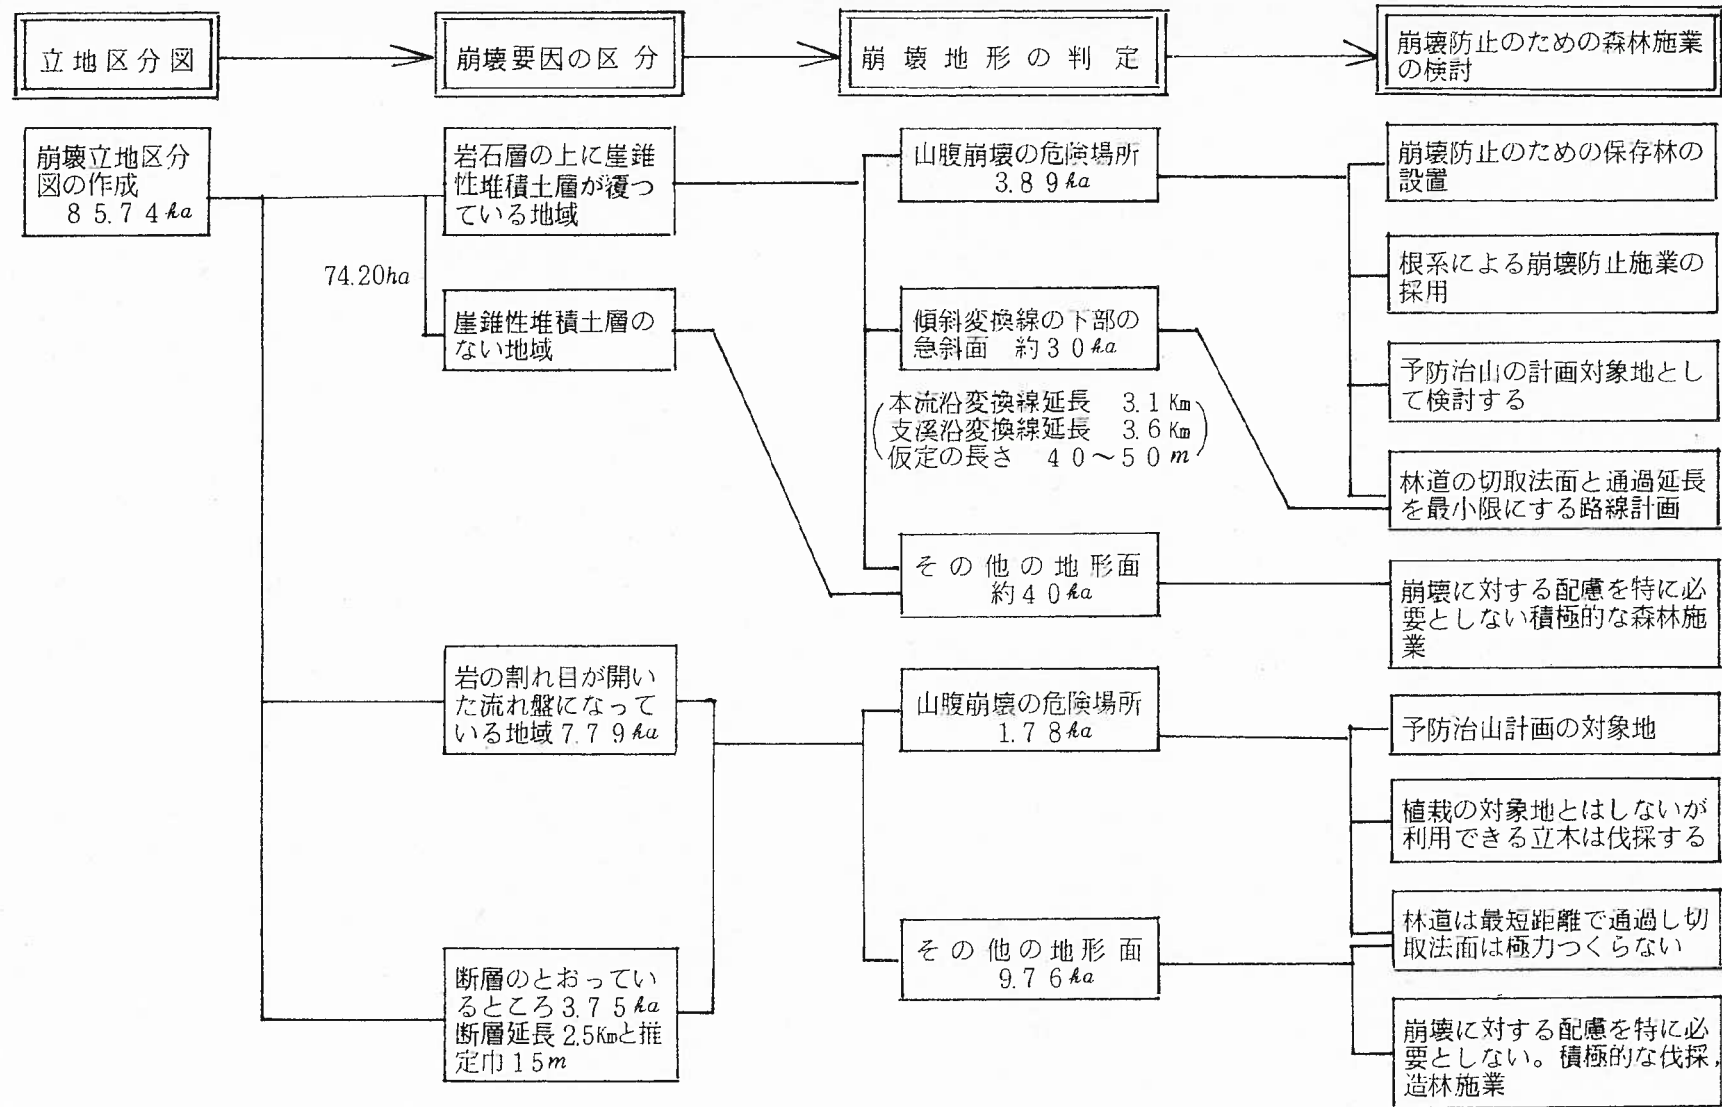 立地区分図
崩壊要因の区分
崩壊地形の判定
崩壊防止のための森林施業
の検討
崩壊立地区分
図の作成
85.74ha
74.20ha
岩石層の上に崖錐
性堆積土層が覆つ
ている地域
崖錐性堆積土層の
ない地域
岩の割れ目が開い
た流れ盤になって
いる地域7.79ha
断層のとおってい
るところ3.75ha
断層延長2.5Kmと推
定巾15m
山腹崩壊の危険場所
3.89ha
傾斜変換線の下部の
急斜面 約30ha
(本流沿変換線延長 3.1Km
支渓沿変換線延長 3.6Km
仮定の長さ 40～50m)
その他の地形面
約40ha
山腹崩壊の危険場所
1.78ha
その他の地形面
9.76ha
崩壊防止のための保存林の
設置
根系による崩壊防止施業の
採用
予防治山の計画対象地とし
て検討する
林道の切取法面と通過延長
を最小限にする路線計画
崩壊に対する配慮を特に必
要としない積極的な森林施
業
予防治山計画の対象地
植栽の対象地とはしないが
利用できる立木は伐採する
林道は最短距離で通過し切
取法面は極力つくらない
崩壊に対する配慮を特に必
要としない。積極的な伐採,
造林施業